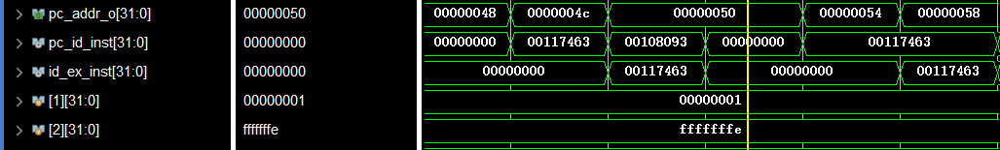 pc_addr_o[31:0] 00000050 00000048 0000004c 00000050 00000054 00000058
pc_id_inst[31:0] 00000000 00000000 00117463 00108093 00000000 00117463
id_ex_inst[31:0] 00000000 00000000 00117463 00000000 00117463
[1][31:0] 00000001 00000001
[2][31:0] fffffffe fffffffe